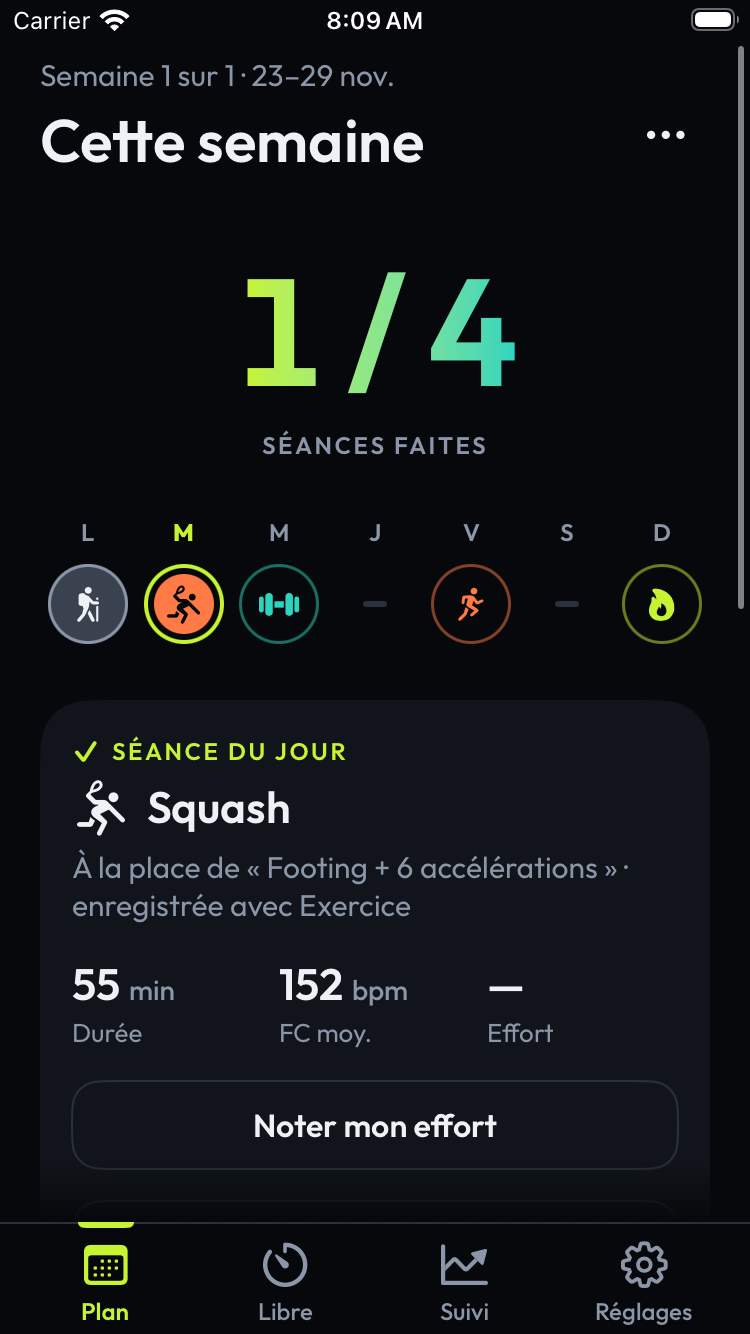 Carrier 8:09 AM
Semaine 1 sur 1 · 23–29 nov.
Cette semaine
1/4
SÉANCES FAITES
L M M J V S D
SÉANCE DU JOUR
Squash
À la place de « Footing + 6 accélérations » ·
enregistrée avec Exercice
55 min 152 bpm —
Durée FC moy. Effort
Noter mon effort
Plan Libre Suivi Réglages